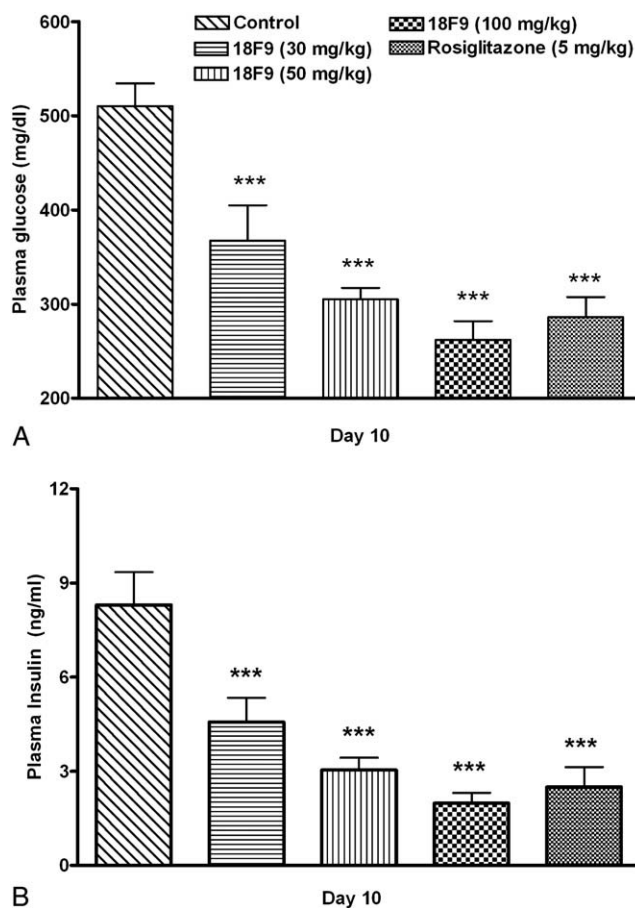 600
500
400
300
200
Plasma glucose (mg/dl)
Control
18F9 (30 mg/kg)
18F9 (50 mg/kg)
18F9 (100 mg/kg)
Rosiglitazone (5 mg/kg)
***
***
***
***
A
Day 10
12
9
6
3
0
Plasma Insulin (ng/ml)
***
***
***
***
B
Day 10